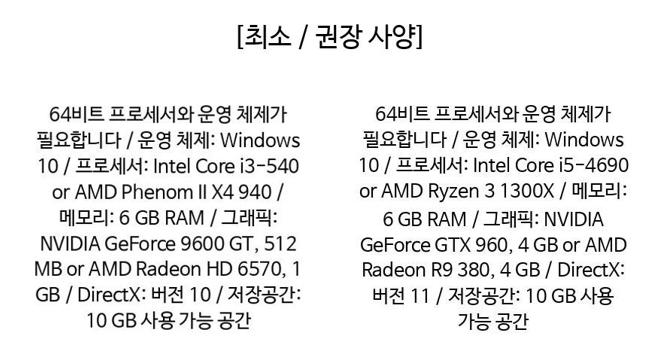 [최소 / 권장 사양]
64비트 프로세서와 운영 체제가
필요합니다 / 운영 체제: Windows
10 / 프로세서: Intel Core i3-540
or AMD Phenom II X4 940 /
메모리: 6 GB RAM / 그래픽:
NVIDIA GeForce 9600 GT, 512
MB or AMD Radeon HD 6570, 1
GB / DirectX: 버전 10 / 저장공간:
10 GB 사용 가능 공간
64비트 프로세서와 운영 체제가
필요합니다 / 운영 체제: Windows
10 / 프로세서: Intel Core i5-4690
or AMD Ryzen 3 1300X / 메모리:
6 GB RAM / 그래픽: NVIDIA
GeForce GTX 960, 4 GB or AMD
Radeon R9 380, 4 GB / DirectX:
버전 11 / 저장공간: 10 GB 사용
가능 공간